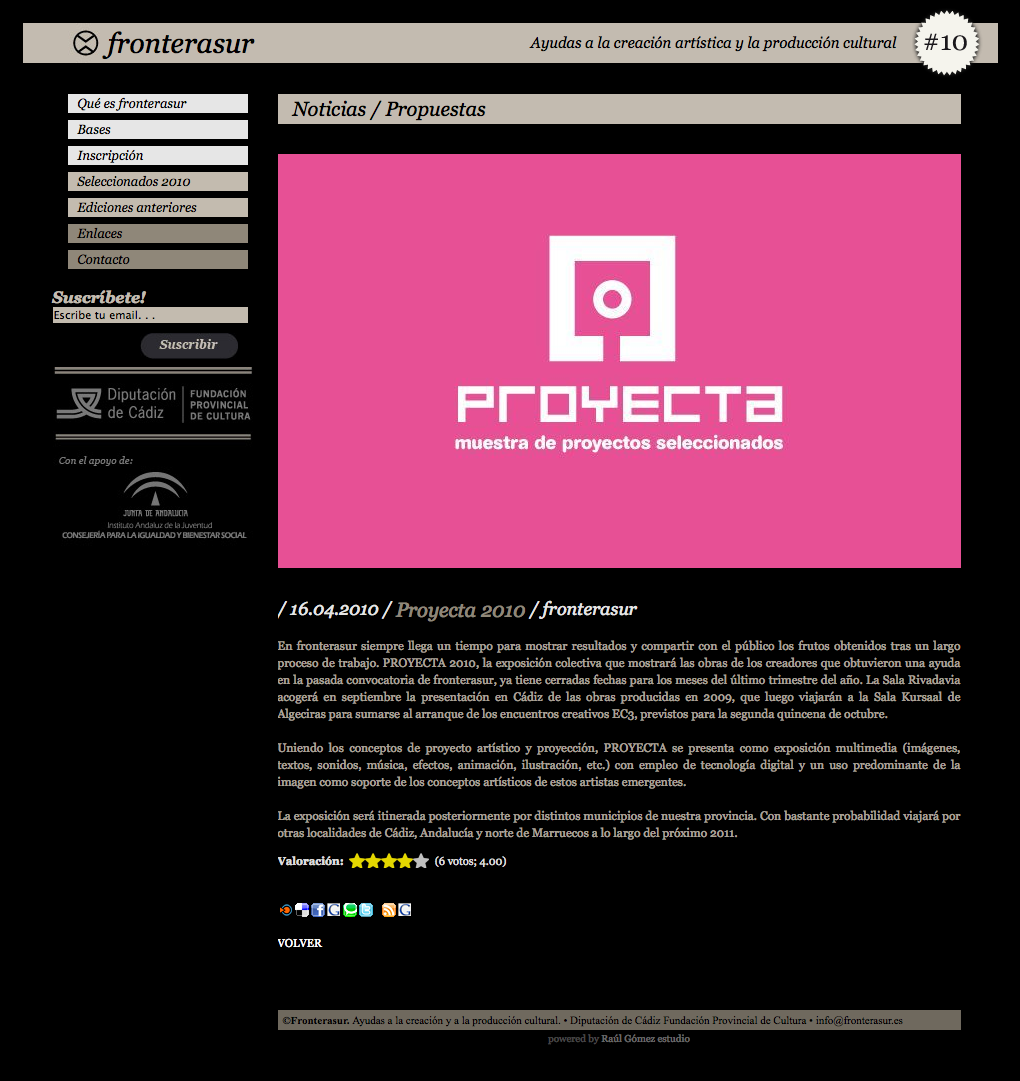 fronterasur
Ayudas a la creación artística y la producción cultural
#10
Qué es fronterasur
Bases
Inscripción
Seleccionados 2010
Ediciones anteriores
Enlaces
Contacto
Suscríbete!
Escribe tu email. . .
Suscribir
Diputación
de Cádiz
FUNDACIÓN
PROVINCIAL
DE CULTURA
Con el apoyo de:
JUNTA DE ANDALUCIA
Instituto Andaluz de la Juventud
CONSEJERÍA PARA LA IGUALDAD Y BIENESTAR SOCIAL
Noticias / Propuestas
PROYECTA
muestra de proyectos seleccionados
/ 16.04.2010 / Proyecta 2010 / fronterasur
En fronterasur siempre llega un tiempo para mostrar resultados y compartir con el público los frutos obtenidos tras un largo
proceso de trabajo. PROYECTA 2010, la exposición colectiva que mostrará las obras de los creadores que obtuvieron una ayuda
en la pasada convocatoria de fronterasur, ya tiene cerradas fechas para los meses del último trimestre del año. La Sala Rivadavia
acogerá en septiembre la presentación en Cádiz de las obras producidas en 2009, que luego viajarán a la Sala Kursaal de
Algeciras para sumarse al arranque de los encuentros creativos EC3, previstos para la segunda quincena de octubre.
Uniendo los conceptos de proyecto artístico y proyección, PROYECTA se presenta como exposición multimedia (imágenes,
textos, sonidos, música, efectos, animación, ilustración, etc.) con empleo de tecnología digital y un uso predominante de la
imagen como soporte de los conceptos artísticos de estos artistas emergentes.
La exposición será itinerada posteriormente por distintos municipios de nuestra provincia. Con bastante probabilidad viajará por
otras localidades de Cádiz, Andalucía y norte de Marruecos a lo largo del próximo 2011.
Valoración: (6 votos; 4.00)
VOLVER
©Fronterasur. Ayudas a la creación y a la producción cultural. • Diputación de Cádiz Fundación Provincial de Cultura • info@fronterasur.es
powered by Raúl Gómez estudio